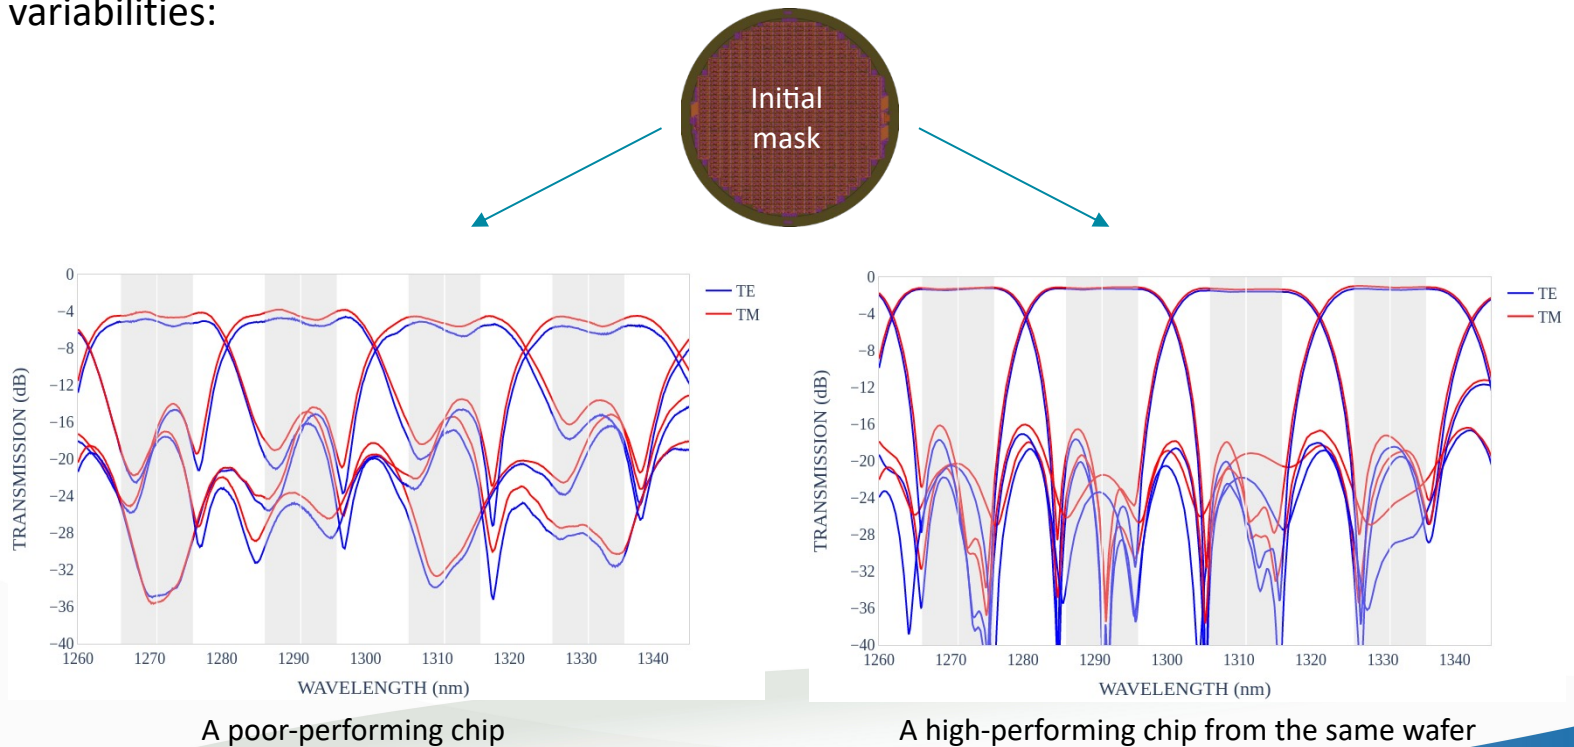 variabilities:
Initial
mask
0
−4
−8
−12
−16
−20
−24
−28
−32
−36
−40
TRANSMISSION (dB)
1260 1270 1280 1290 1300 1310 1320 1330 1340
WAVELENGTH (nm)
TE
TM
A poor-performing chip
0
−4
−8
−12
−16
−20
−24
−28
−32
−36
−40
TRANSMISSION (dB)
1260 1270 1280 1290 1300 1310 1320 1330 1340
WAVELENGTH (nm)
TE
TM
A high-performing chip from the same wafer